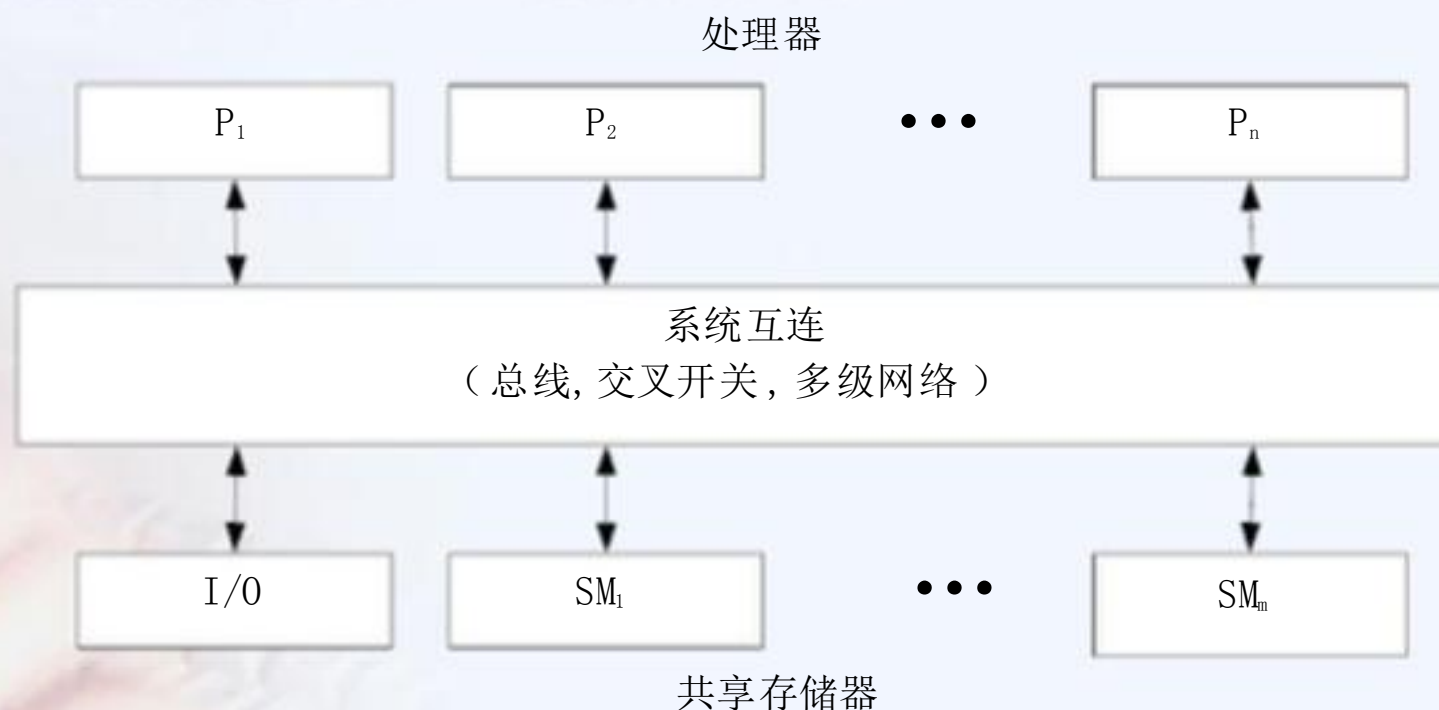 处理器
P₁
P₂
•••
Pₙ
系统互连
（总线,交叉开关,多级网络）
I/O
SM₁
•••
SMₘ
共享存储器